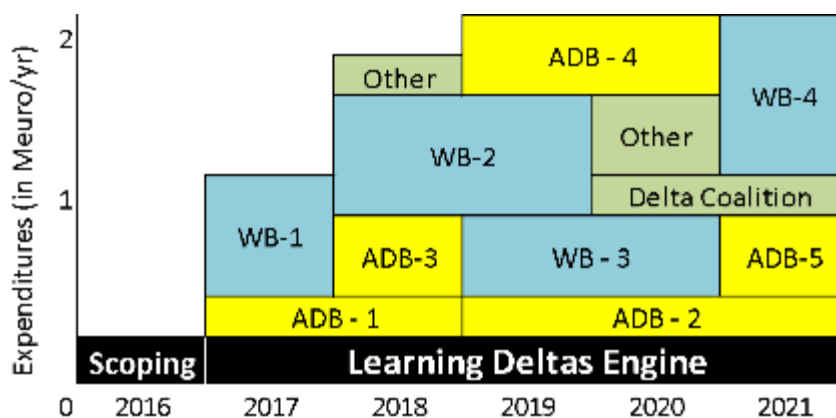 Expenditures (in Meuro/yr)
2
1
0
ADB - 4
Other
WB-4
WB-2
Other
Delta Coalition
WB-1
ADB-3
WB - 3
ADB-5
ADB - 1
ADB - 2
Scoping
Learning Deltas Engine
2016
2017
2018
2019
2020
2021